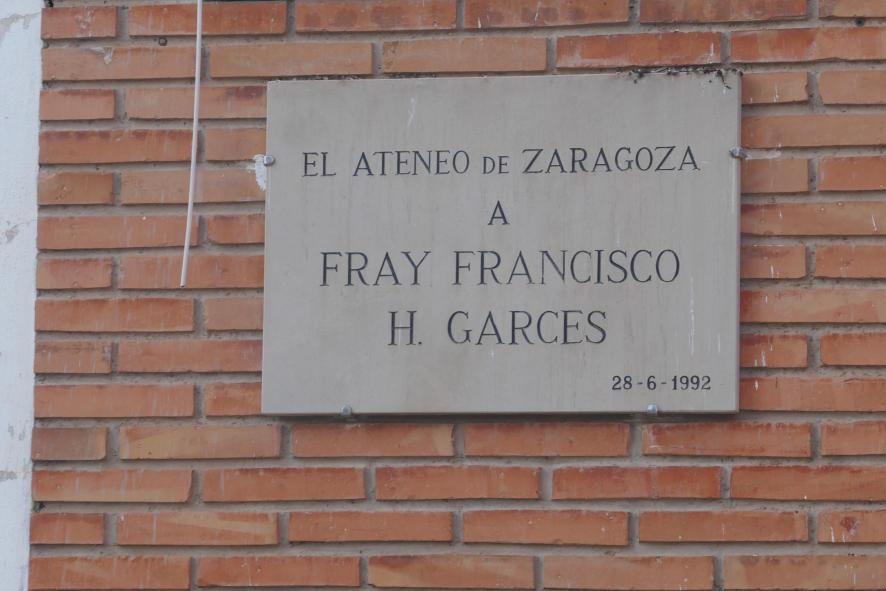 EL ATENEO DE ZARAGOZA
A
FRAY FRANCISCO
H. GARCES
28-6-1992